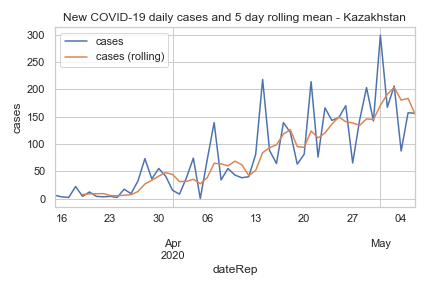 New COVID-19 daily cases and 5 day rolling mean - Kazakhstan
cases
cases (rolling)
300
250
200
150
100
50
0
cases
16 23 30 06 13 20 27 04
Apr May
2020
dateRep